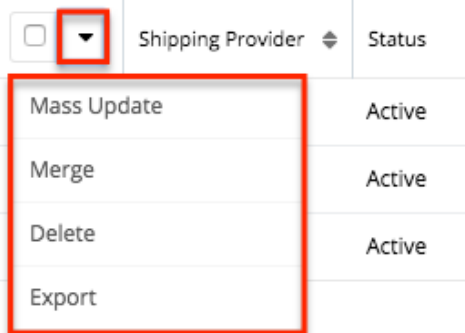 Shipping Provider Status
Mass Update Active
Merge Active
Delete Active
Export